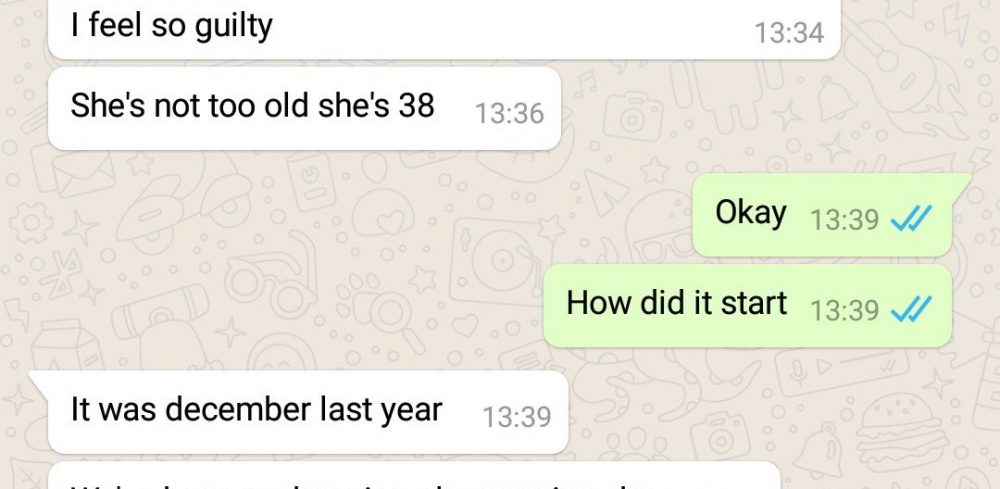 I feel so guilty 13:34
She's not too old she's 38 13:36
Okay 13:39
How did it start 13:39
It was december last year 13:39